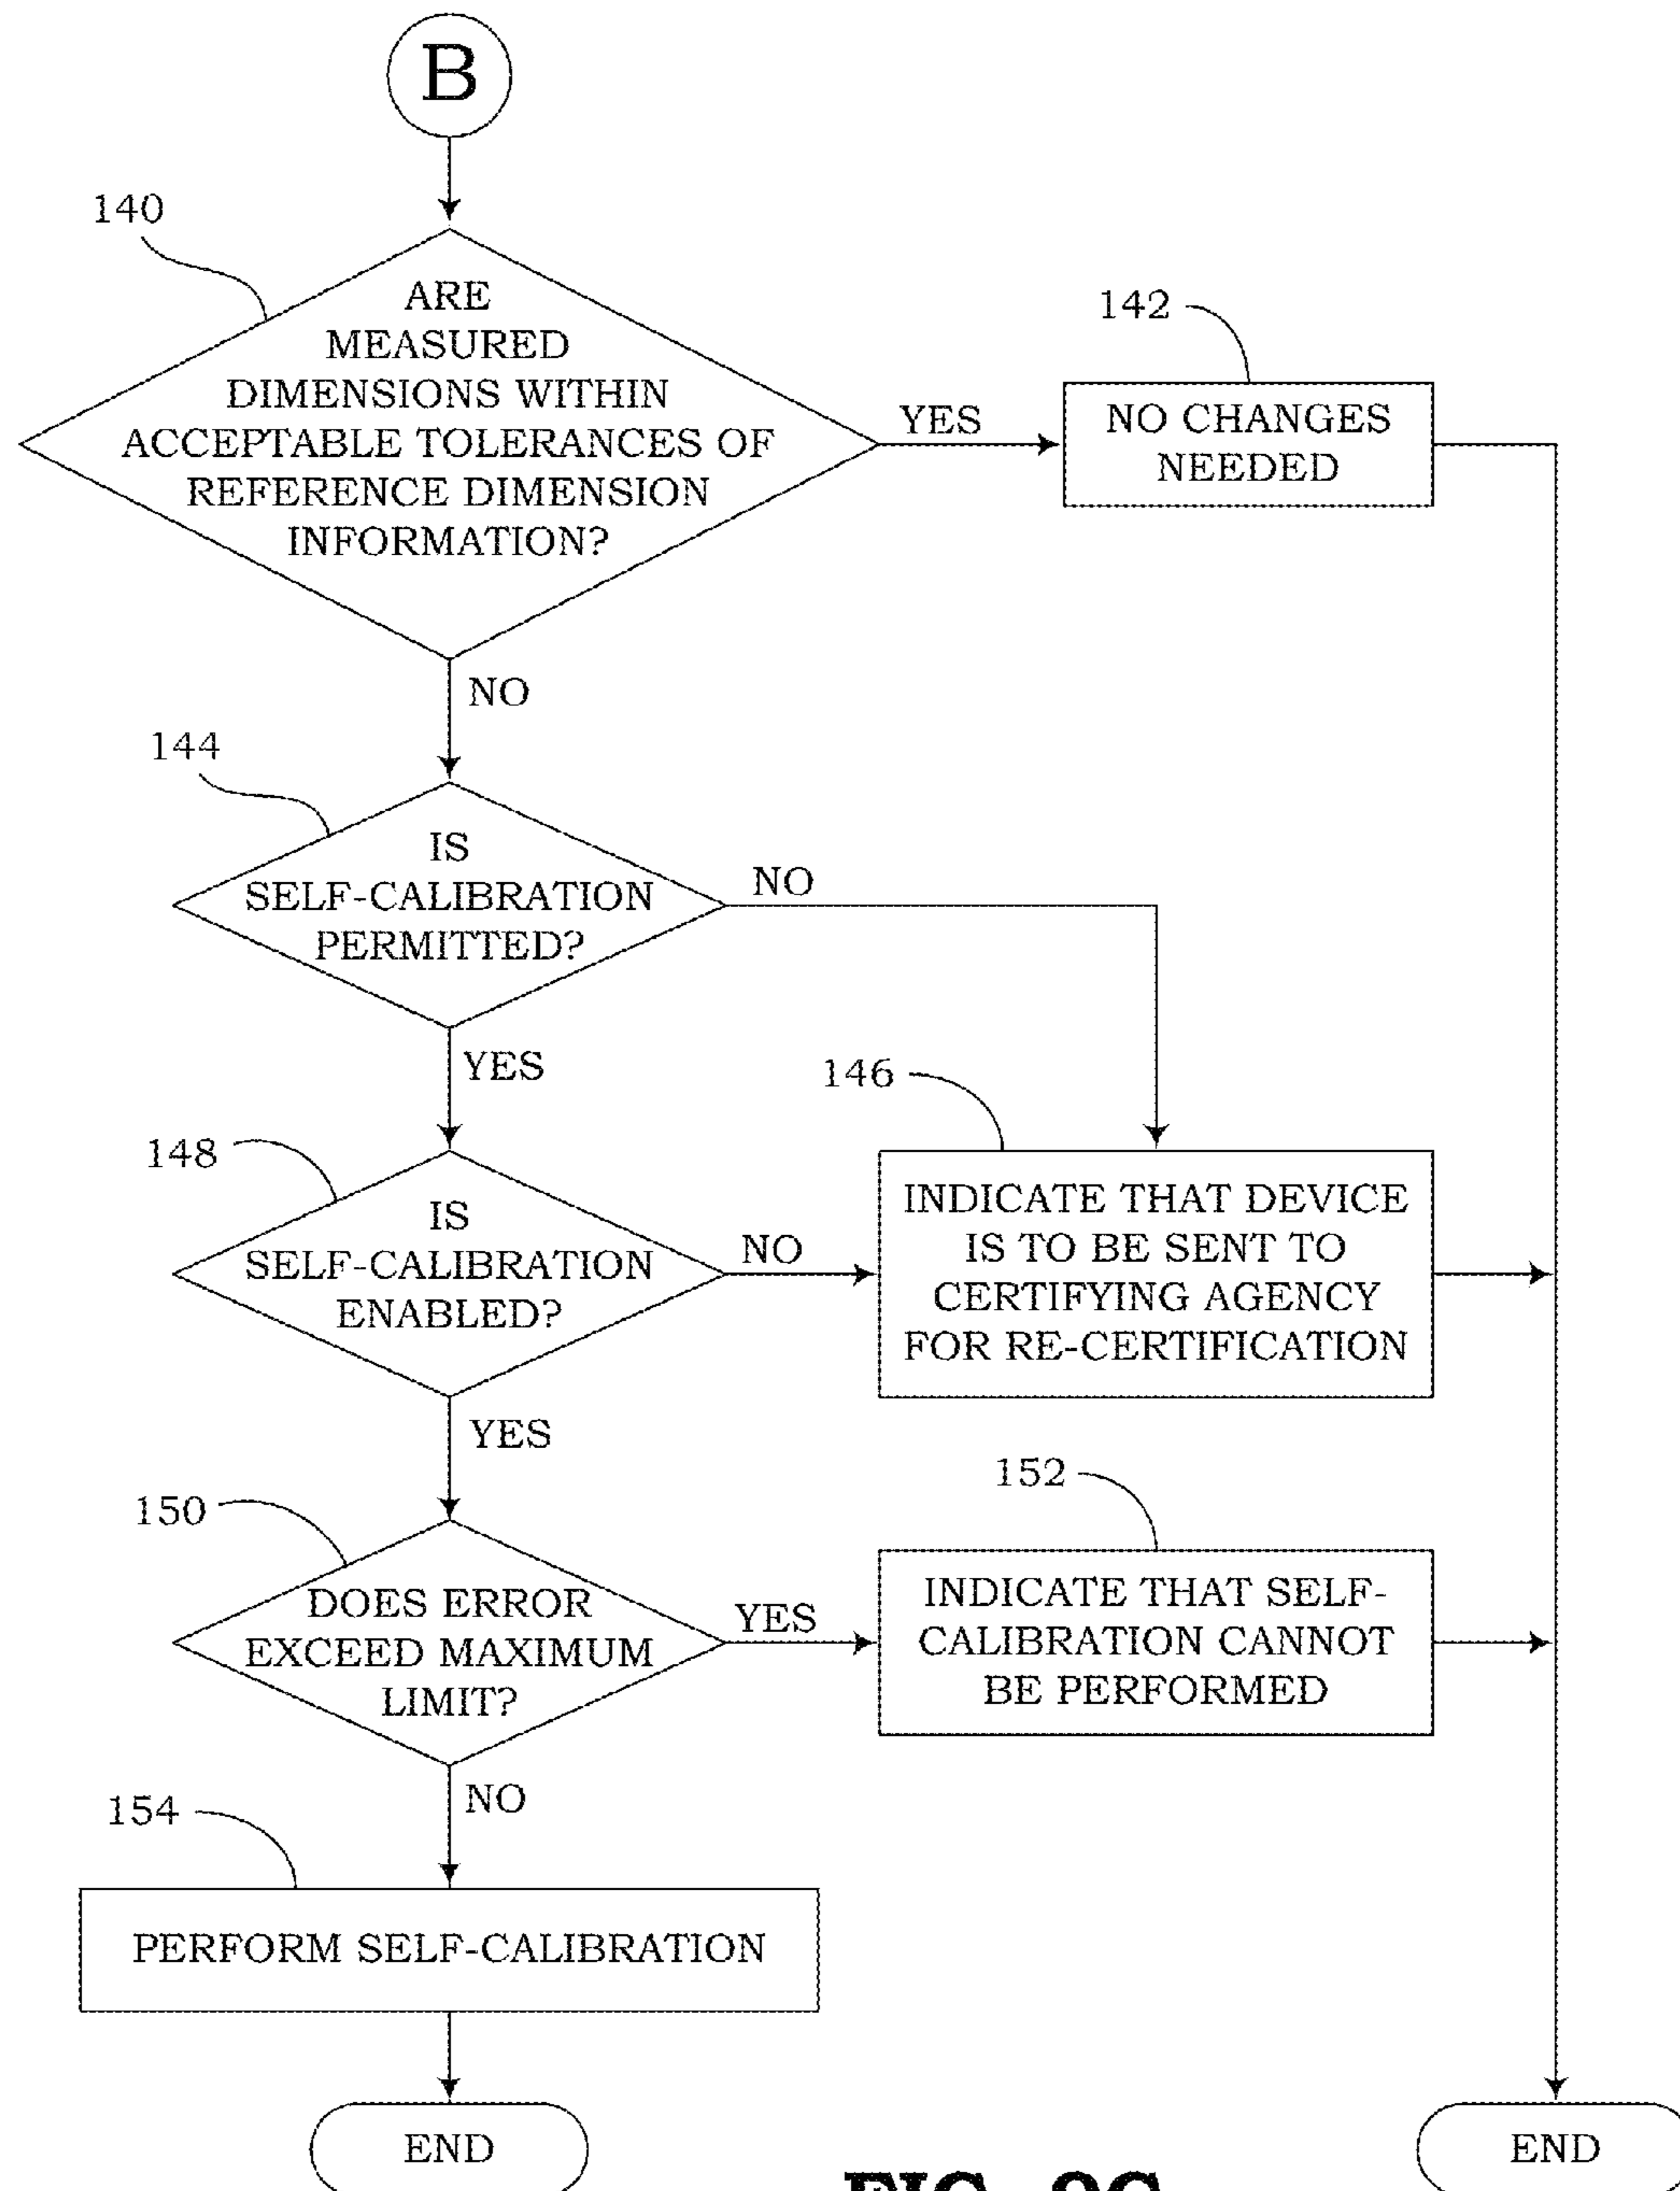 B
140
ARE
MEASURED
DIMENSIONS WITHIN
ACCEPTABLE TOLERANCES OF
REFERENCE DIMENSION
INFORMATION?
YES
142
NO CHANGES
NEEDED
NO
144
IS
SELF-CALIBRATION
PERMITTED?
NO
YES
146
INDICATE THAT DEVICE
IS TO BE SENT TO
CERTIFYING AGENCY
FOR RE-CERTIFICATION
148
IS
SELF-CALIBRATION
ENABLED?
NO
YES
150
DOES ERROR
EXCEED MAXIMUM
LIMIT?
YES
152
INDICATE THAT SELF-
CALIBRATION CANNOT
BE PERFORMED
NO
154
PERFORM SELF-CALIBRATION
END
END
FIG.